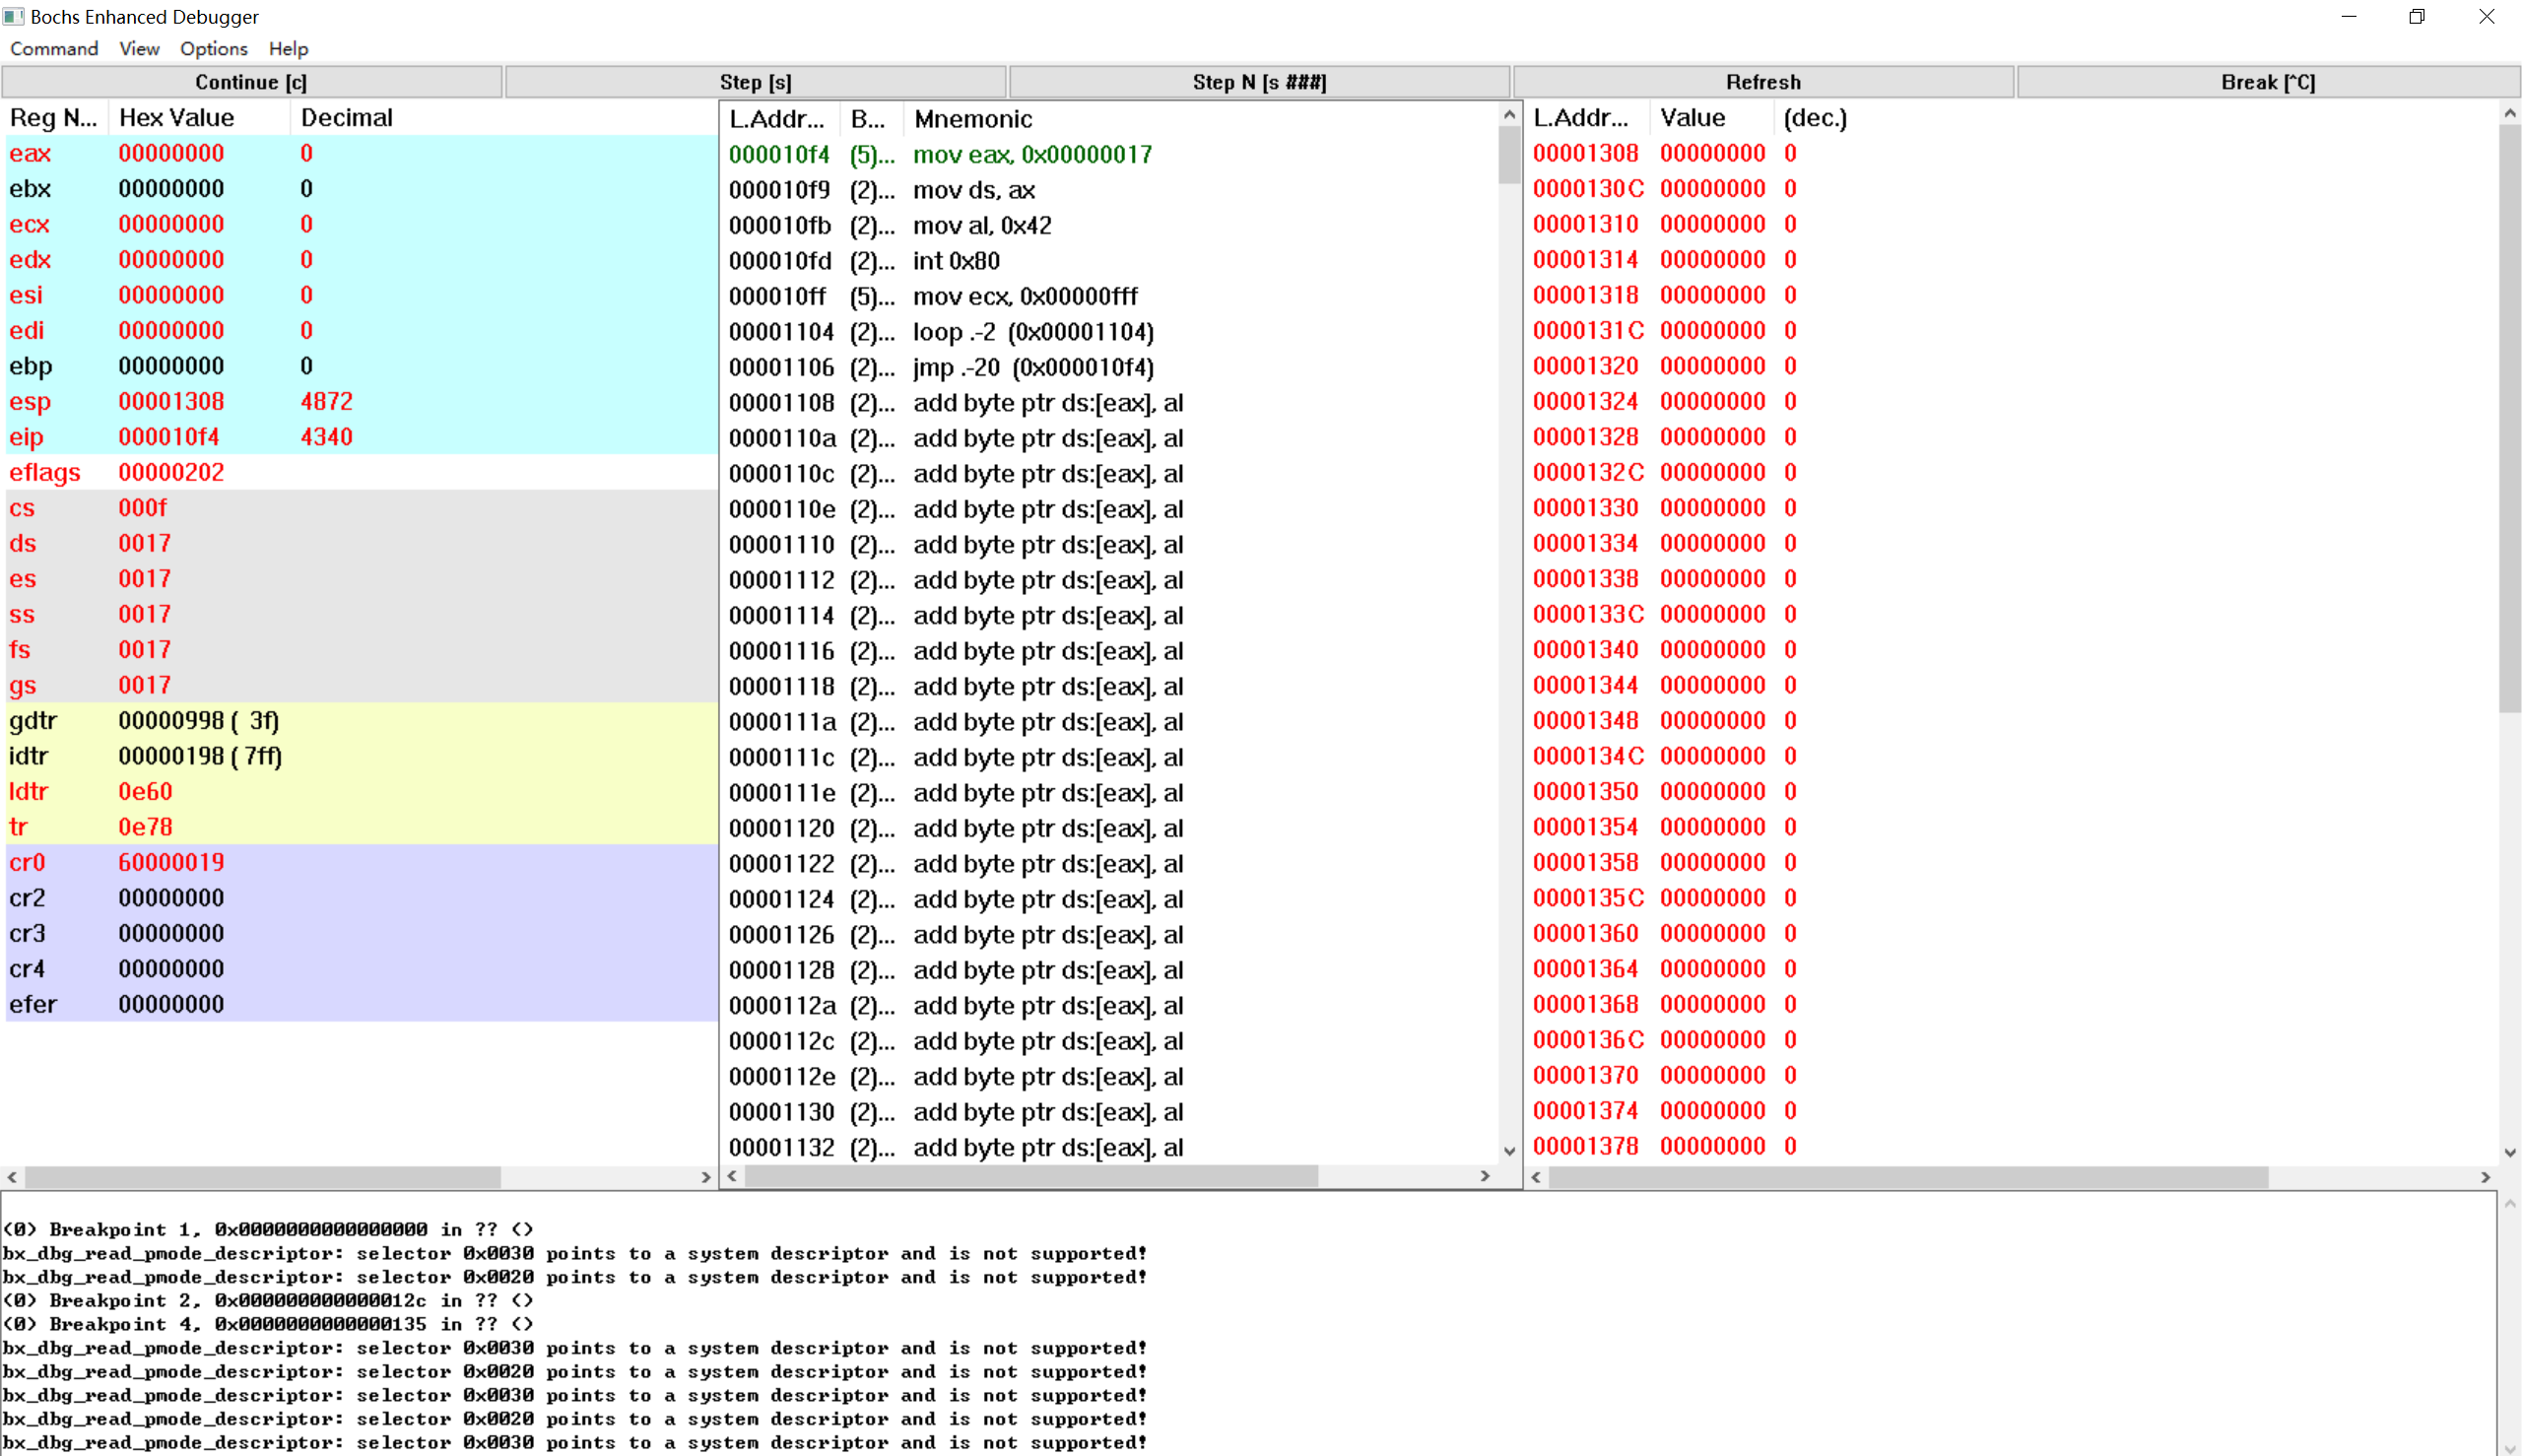 Bochs Enhanced Debugger
Command View Options Help
Continue [c] Step [s] Step N [s ###] Refresh Break [^C]
Reg N... Hex Value Decimal
eax 00000000 0
ebx 00000000 0
ecx 00000000 0
edx 00000000 0
esi 00000000 0
edi 00000000 0
ebp 00000000 0
esp 00001308 4872
eip 000010f4 4340
eflags 00000202
cs 000f
ds 0017
es 0017
ss 0017
fs 0017
gs 0017
gdtr 00000998 ( 3f)
idtr 00000198 ( 7ff)
ldtr 0e60
tr 0e78
cr0 60000019
cr2 00000000
cr3 00000000
cr4 00000000
efer 00000000
L.Addr... B... Mnemonic
000010f4 (5)... mov eax, 0x00000017
000010f9 (2)... mov ds, ax
000010fb (2)... mov al, 0x42
000010fd (2)... int 0x80
000010ff (5)... mov ecx, 0x00000fff
00001104 (2)... loop .-2 (0x00001104)
00001106 (2)... jmp .-20 (0x000010f4)
00001108 (2)... add byte ptr ds:[eax], al
0000110a (2)... add byte ptr ds:[eax], al
0000110c (2)... add byte ptr ds:[eax], al
0000110e (2)... add byte ptr ds:[eax], al
00001110 (2)... add byte ptr ds:[eax], al
00001112 (2)... add byte ptr ds:[eax], al
00001114 (2)... add byte ptr ds:[eax], al
00001116 (2)... add byte ptr ds:[eax], al
00001118 (2)... add byte ptr ds:[eax], al
0000111a (2)... add byte ptr ds:[eax], al
0000111c (2)... add byte ptr ds:[eax], al
0000111e (2)... add byte ptr ds:[eax], al
00001120 (2)... add byte ptr ds:[eax], al
00001122 (2)... add byte ptr ds:[eax], al
00001124 (2)... add byte ptr ds:[eax], al
00001126 (2)... add byte ptr ds:[eax], al
00001128 (2)... add byte ptr ds:[eax], al
0000112a (2)... add byte ptr ds:[eax], al
0000112c (2)... add byte ptr ds:[eax], al
0000112e (2)... add byte ptr ds:[eax], al
00001130 (2)... add byte ptr ds:[eax], al
00001132 (2)... add byte ptr ds:[eax], al
L.Addr... Value (dec.)
00001308 00000000 0
0000130C 00000000 0
00001310 00000000 0
00001314 00000000 0
00001318 00000000 0
0000131C 00000000 0
00001320 00000000 0
00001324 00000000 0
00001328 00000000 0
0000132C 00000000 0
00001330 00000000 0
00001334 00000000 0
00001338 00000000 0
0000133C 00000000 0
00001340 00000000 0
00001344 00000000 0
00001348 00000000 0
0000134C 00000000 0
00001350 00000000 0
00001354 00000000 0
00001358 00000000 0
0000135C 00000000 0
00001360 00000000 0
00001364 00000000 0
00001368 00000000 0
0000136C 00000000 0
00001370 00000000 0
00001374 00000000 0
00001378 00000000 0
(0) Breakpoint 1, 0x0000000000000000 in ?? ()
bx_dbg_read_pmode_descriptor: selector 0x0030 points to a system descriptor and is not supported!
bx_dbg_read_pmode_descriptor: selector 0x0020 points to a system descriptor and is not supported!
(0) Breakpoint 2, 0x000000000000012c in ?? ()
(0) Breakpoint 4, 0x0000000000000135 in ?? ()
bx_dbg_read_pmode_descriptor: selector 0x0030 points to a system descriptor and is not supported!
bx_dbg_read_pmode_descriptor: selector 0x0020 points to a system descriptor and is not supported!
bx_dbg_read_pmode_descriptor: selector 0x0030 points to a system descriptor and is not supported!
bx_dbg_read_pmode_descriptor: selector 0x0020 points to a system descriptor and is not supported!
bx_dbg_read_pmode_descriptor: selector 0x0030 points to a system descriptor and is not supported!